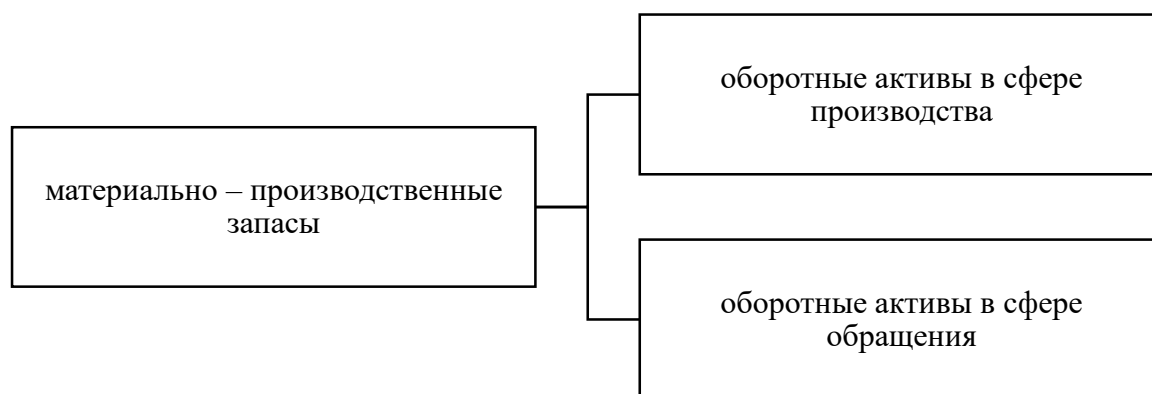 оборотные активы в сфере
производства
материально – производственные
запасы
оборотные активы в сфере
обращения